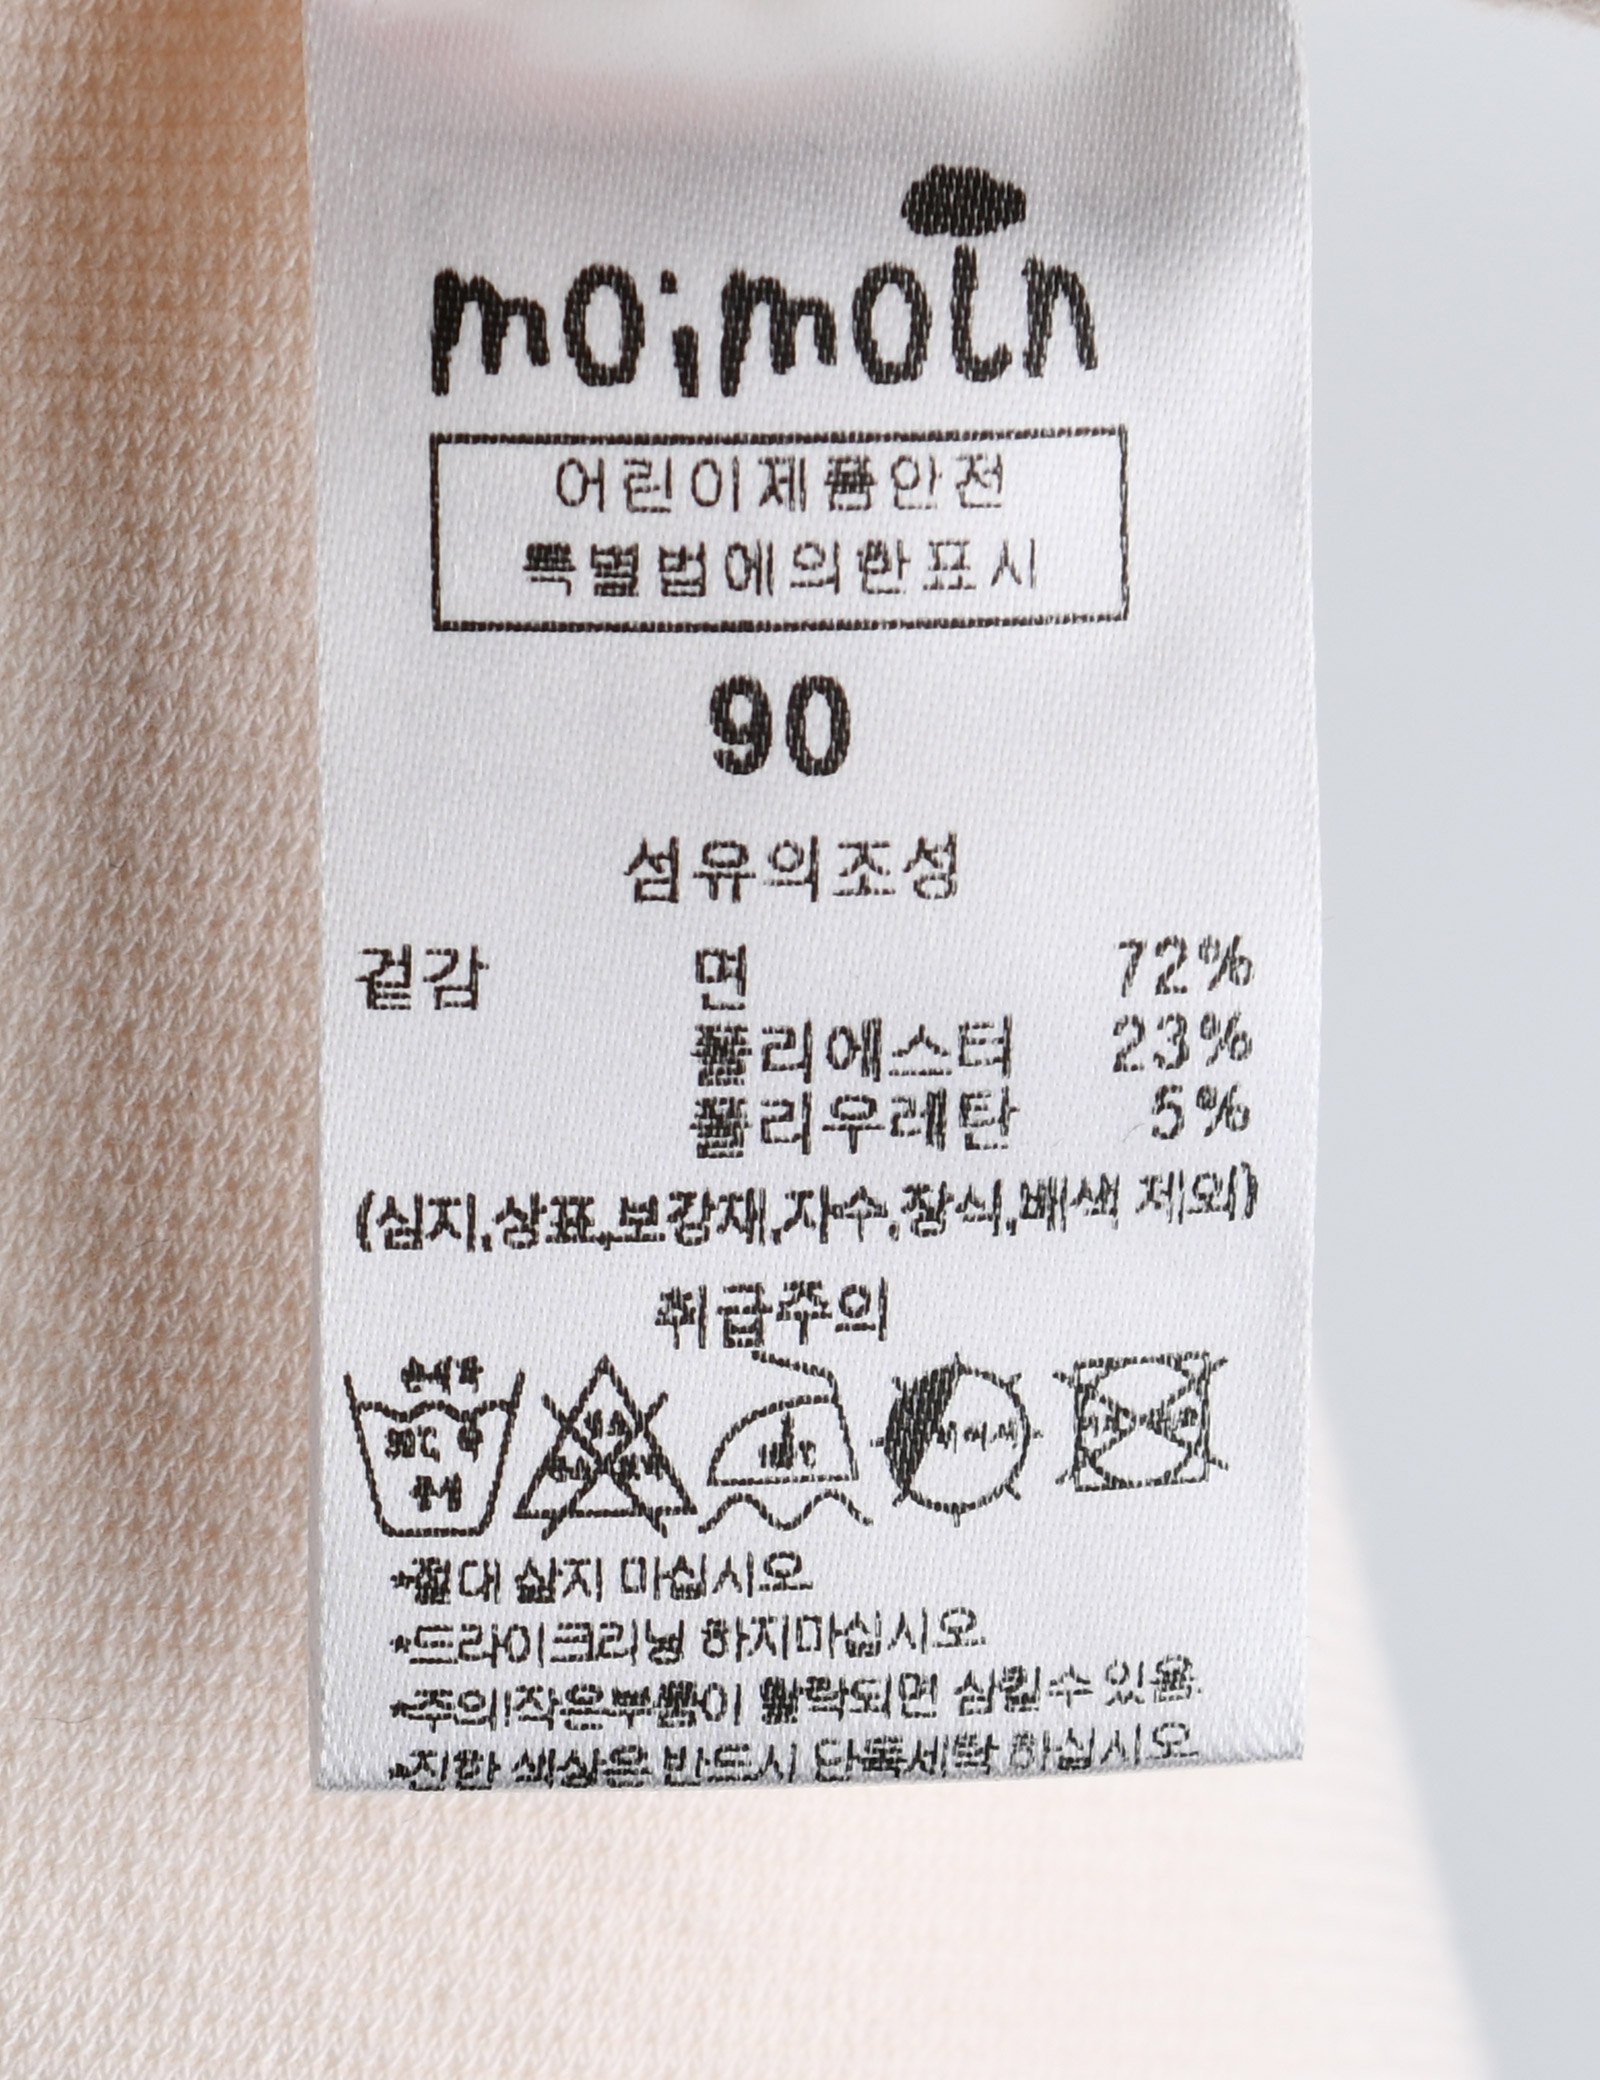 moimoln
어린이제품안전
특별법에의한표시
90
섬유의조성
겉감 면 72%
폴리에스터 23%
폴리우레탄 5%
(심지,상표,보강재,자수,장식,배색 제외)
취급주의
30℃
중성
*절대 삶지 마십시오
*드라이크리닝 하지마십시오
*주의!작은부분이 탈락되면 삼킬수있음
*진한 색상은 반드시 단독세탁 하십시오